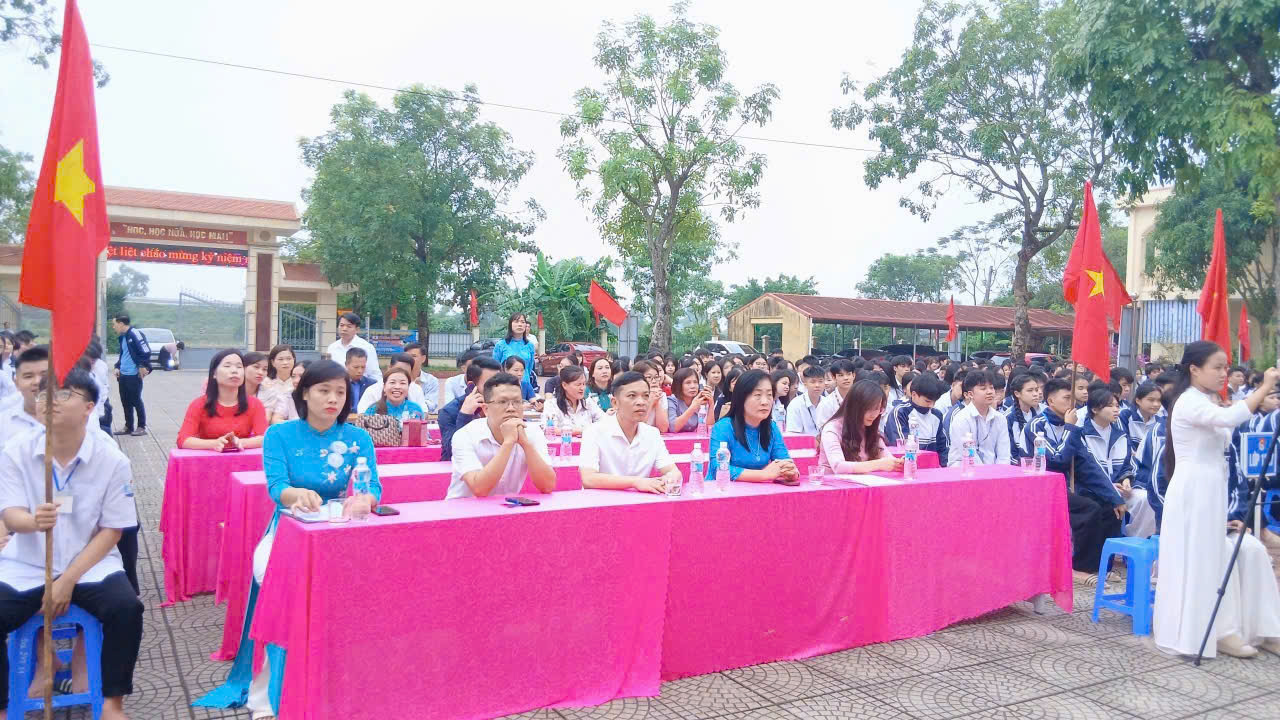 "HỌC, HỌC NỮA, HỌC MÃI"
ệt liệt chào mừng kỷ niệm